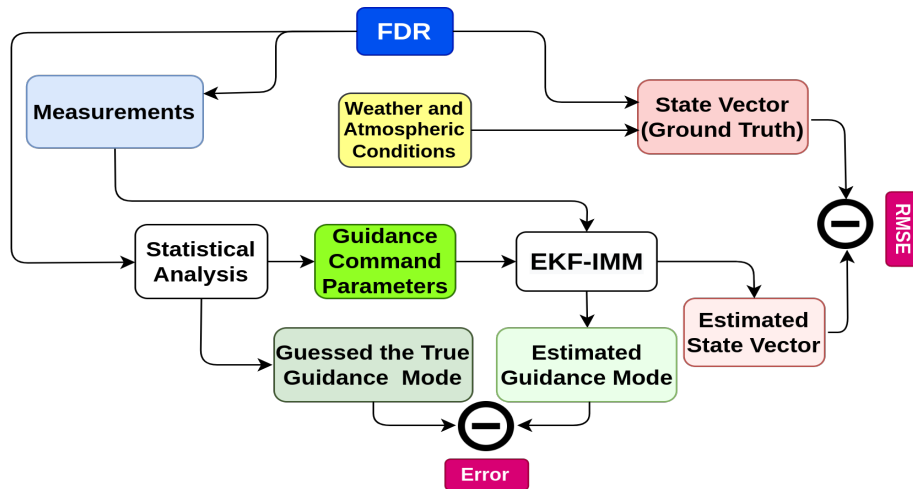 FDR
Measurements
Weather and
Atmospheric
Conditions
State Vector
(Ground Truth)
RMSE
Statistical
Analysis
Guidance
Command
Parameters
EKF-IMM
Estimated
State Vector
Guessed the True
Guidance Mode
Estimated
Guidance Mode
Error